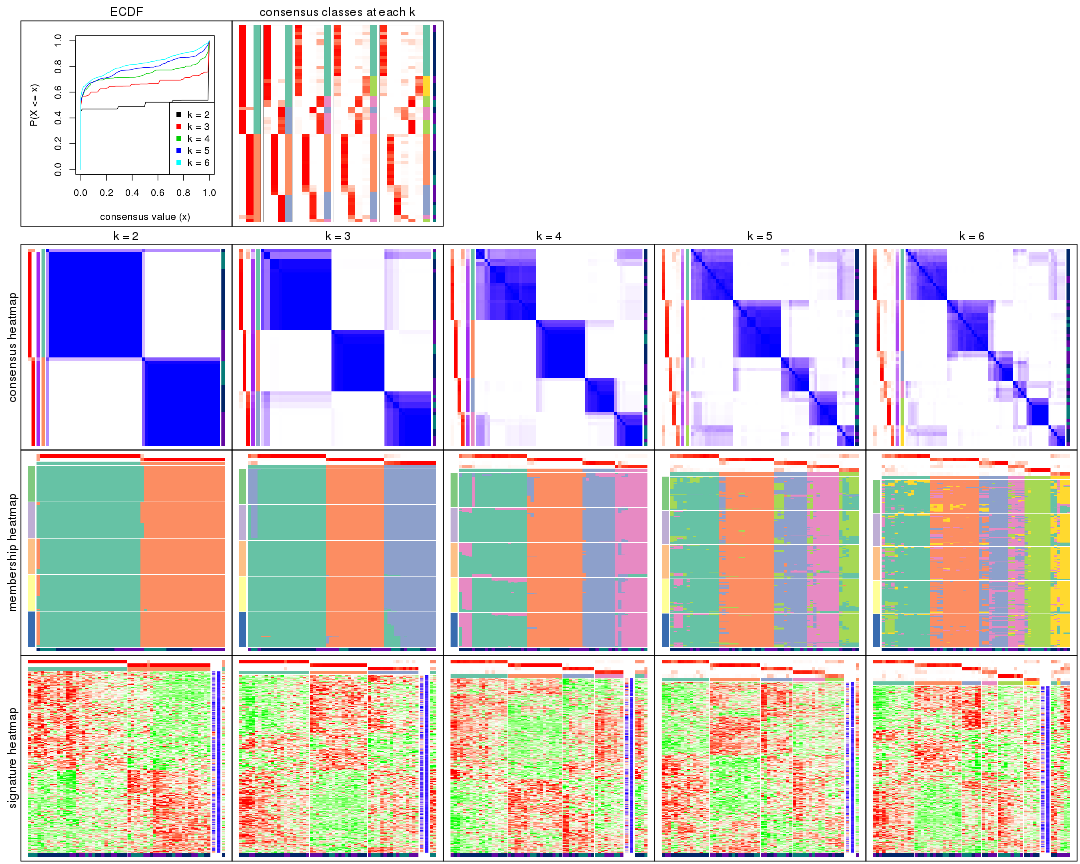 ECDF
consensus classes at each k
P(X <= x)
0.0 0.2 0.4 0.6 0.8 1.0
k = 2
k = 3
k = 4
k = 5
k = 6
0.0 0.2 0.4 0.6 0.8 1.0
consensus value (x)
k = 2 k = 3 k = 4 k = 5 k = 6
consensus heatmap
membership heatmap
signature heatmap